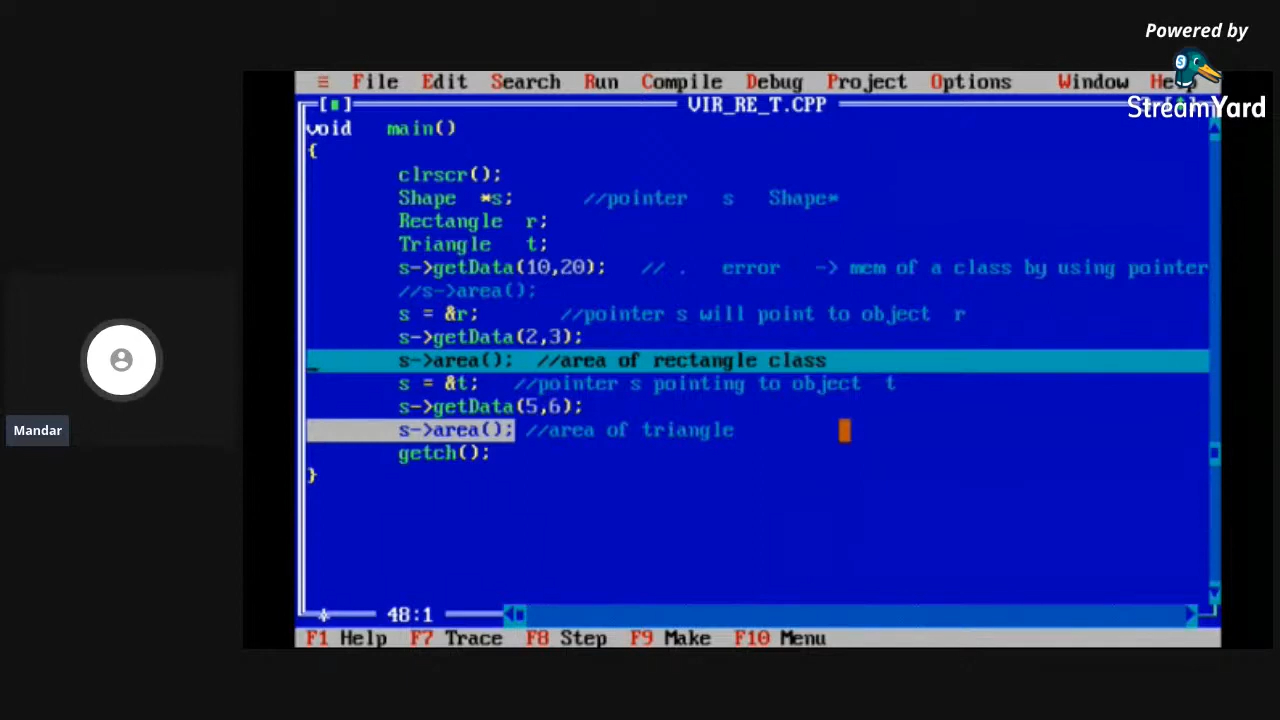 Powered by
StreamYard
≡ File Edit Search Run Compile Debug Project Options Window Help
[■] VIR_RE_T.CPP
void main()
{
clrscr();
Shape *s; //pointer s Shape*
Rectangle r;
Triangle t;
s->getData(10,20); // . error -> mem of a class by using pointer
//s->area();
s = &r; //pointer s will point to object r
s->getData(2,3);
s->area(); //area of rectangle class
s = &t; //pointer s pointing to object t
s->getData(5,6);
s->area(); //area of triangle
getch();
}
48:1
F1 Help F7 Trace F8 Step F9 Make F10 Menu
Mandar